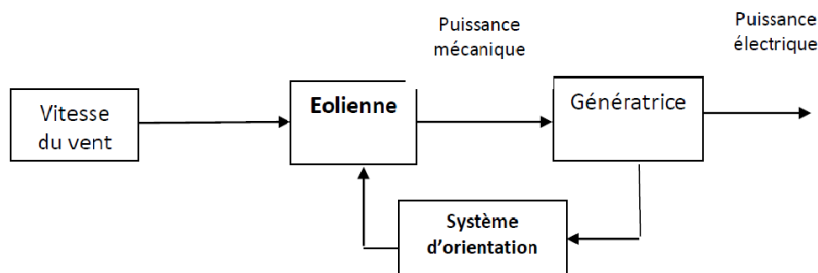 Puissance
mécanique
Puissance
électrique
Vitesse
du vent
Eolienne
Génératrice
Système
d'orientation